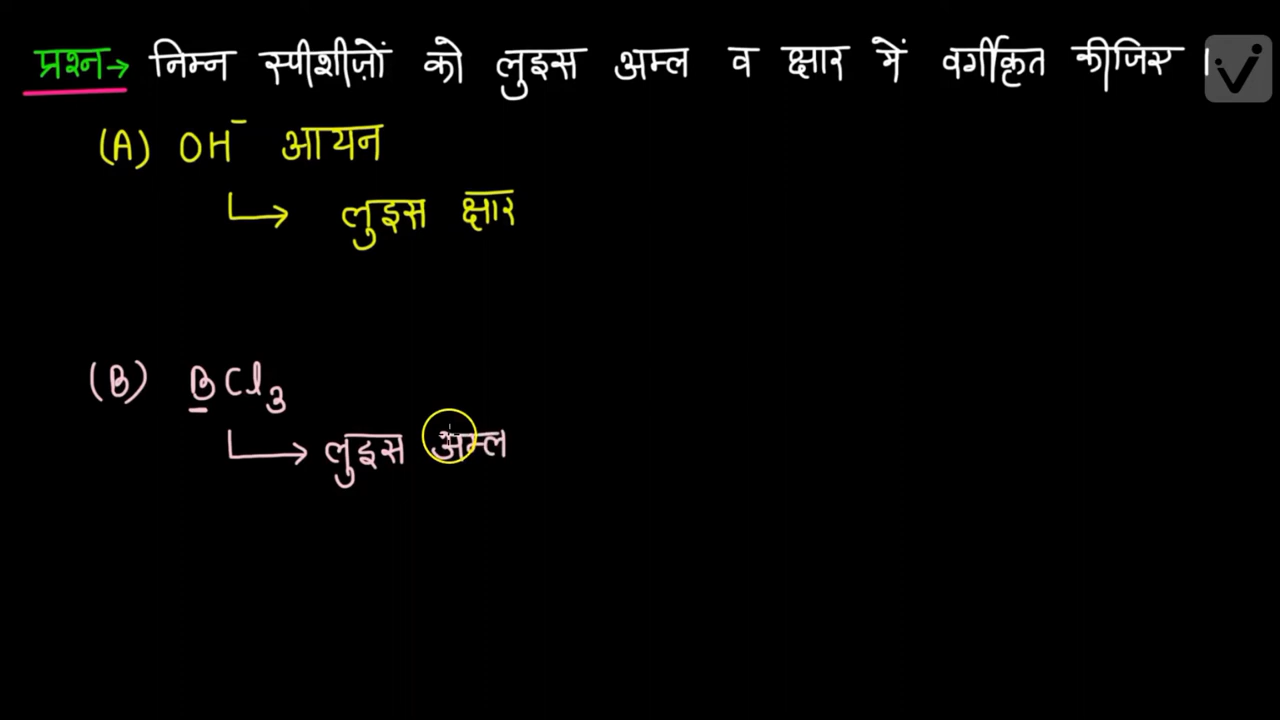 प्रश्न→ निम्न स्पीशीज़ों को लुइस अम्ल व क्षार में वर्गीकृत कीजिए ।
(A) OH⁻ आयन
↳ लुइस क्षार
(B) BCl₃
↳ लुइस अम्ल